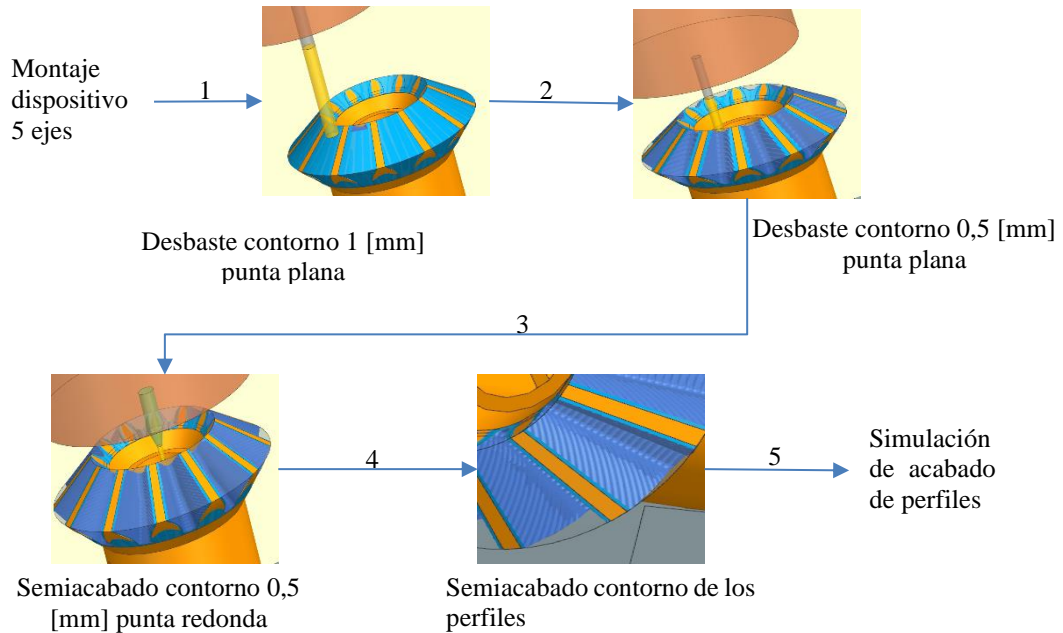 Montaje
dispositivo
5 ejes
1
2
Desbaste contorno 1 [mm]
punta plana
Desbaste contorno 0,5 [mm]
punta plana
3
4
5
Simulación
de acabado
de perfiles
Semiacabado contorno 0,5
[mm] punta redonda
Semiacabado contorno de los
perfiles